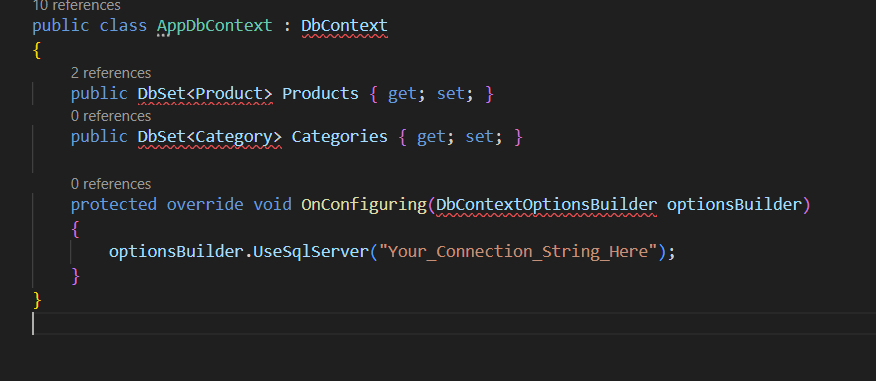 10 references
public class AppDbContext : DbContext
{
2 references
public DbSet<Product> Products { get; set; }
0 references
public DbSet<Category> Categories { get; set; }
0 references
protected override void OnConfiguring(DbContextOptionsBuilder optionsBuilder)
{
optionsBuilder.UseSqlServer("Your_Connection_String_Here");
}
}